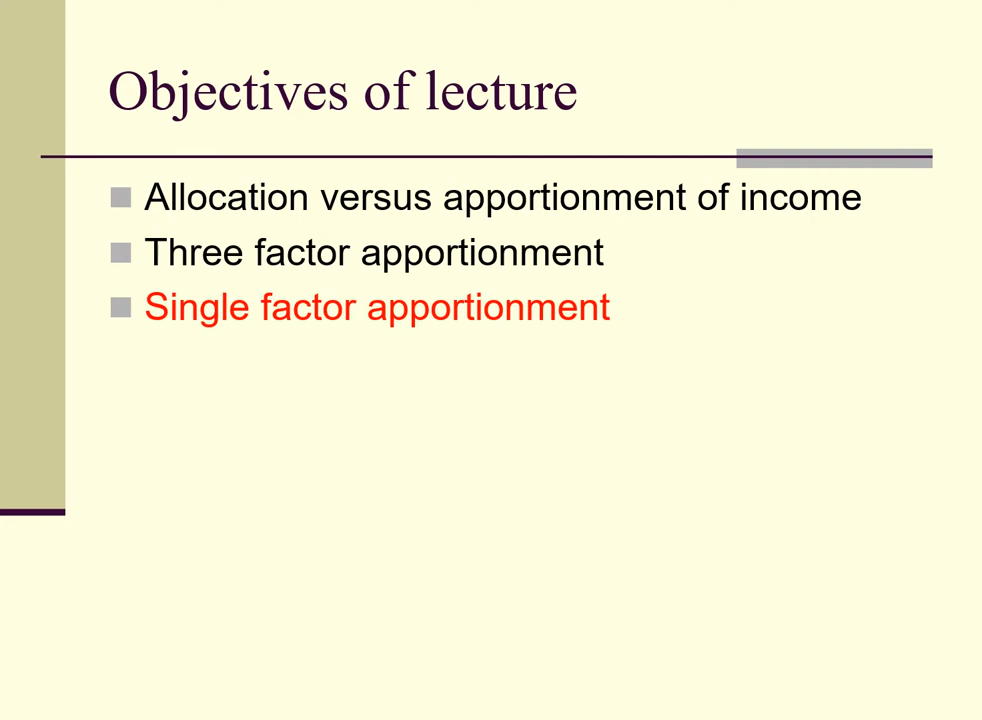 Objectives of lecture
Allocation versus apportionment of income
Three factor apportionment
Single factor apportionment